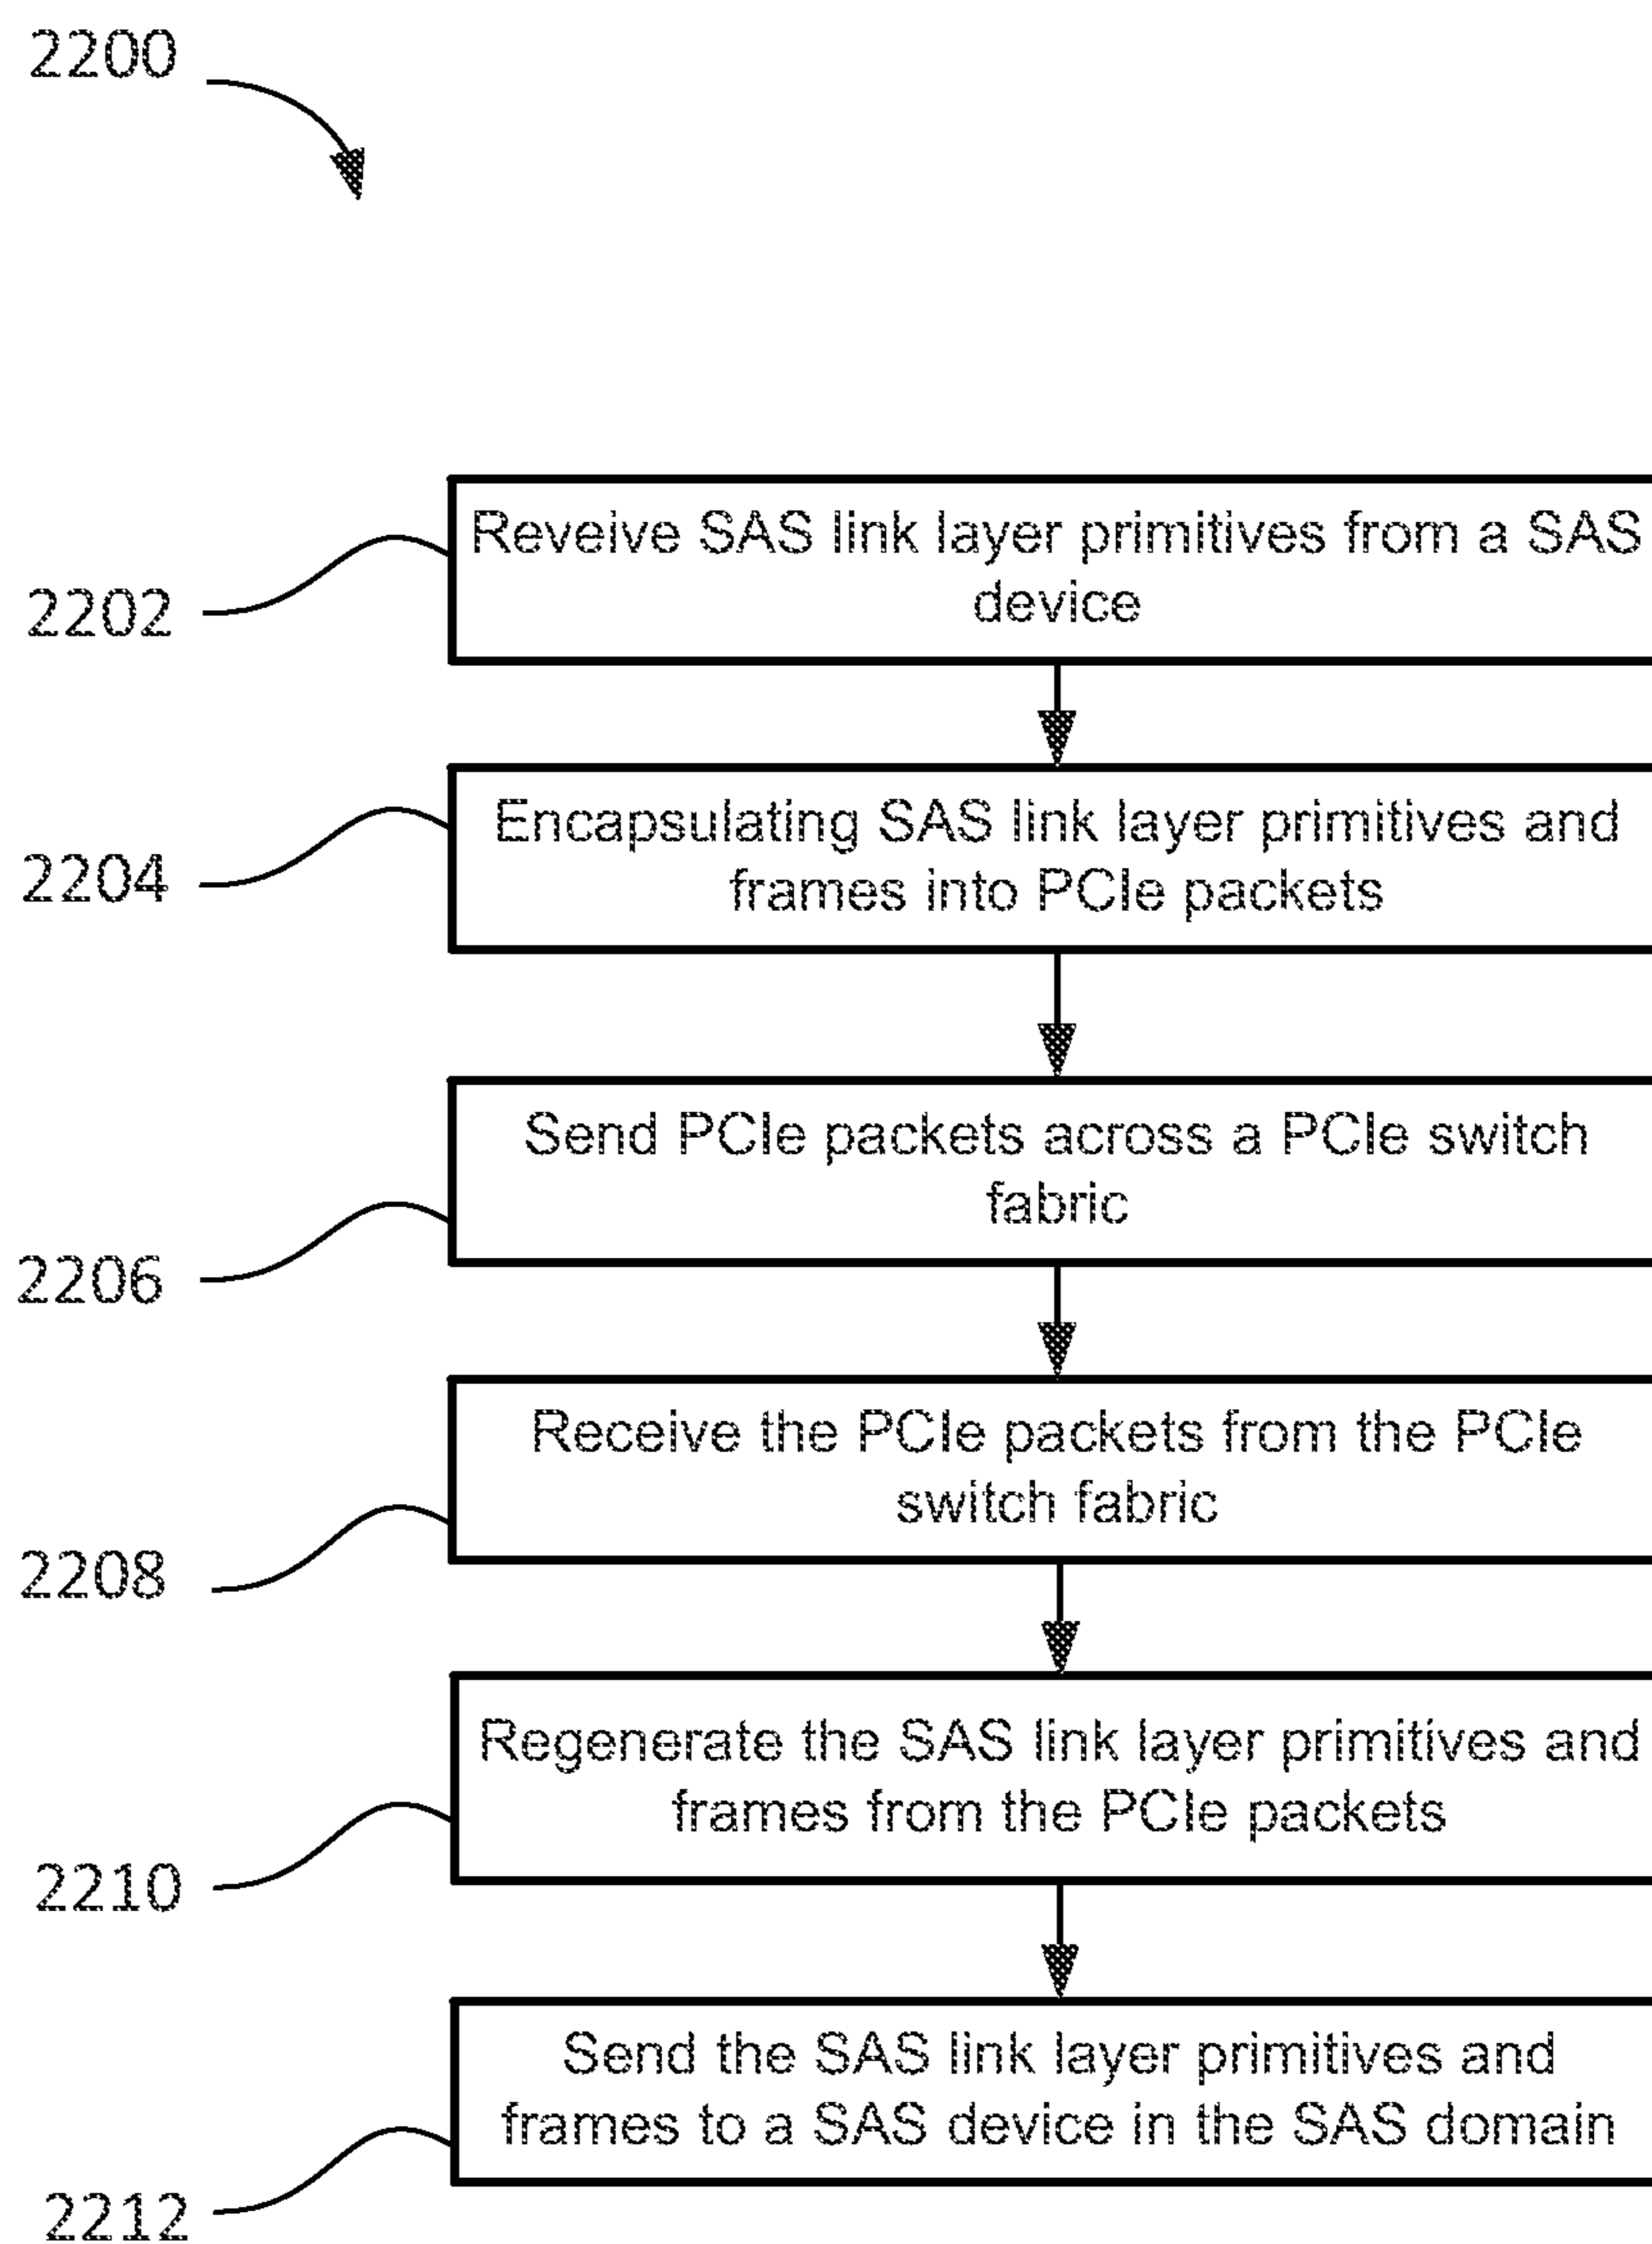 2200
Reveive SAS link layer primitives from a SAS
device
2202
Encapsulating SAS link layer primitives and
frames into PCIe packets
2204
Send PCIe packets across a PCIe switch
fabric
2206
Receive the PCIe packets from the PCIe
switch fabric
2208
Regenerate the SAS link layer primitives and
frames from the PCIe packets
2210
Send the SAS link layer primitives and
frames to a SAS device in the SAS domain
2212